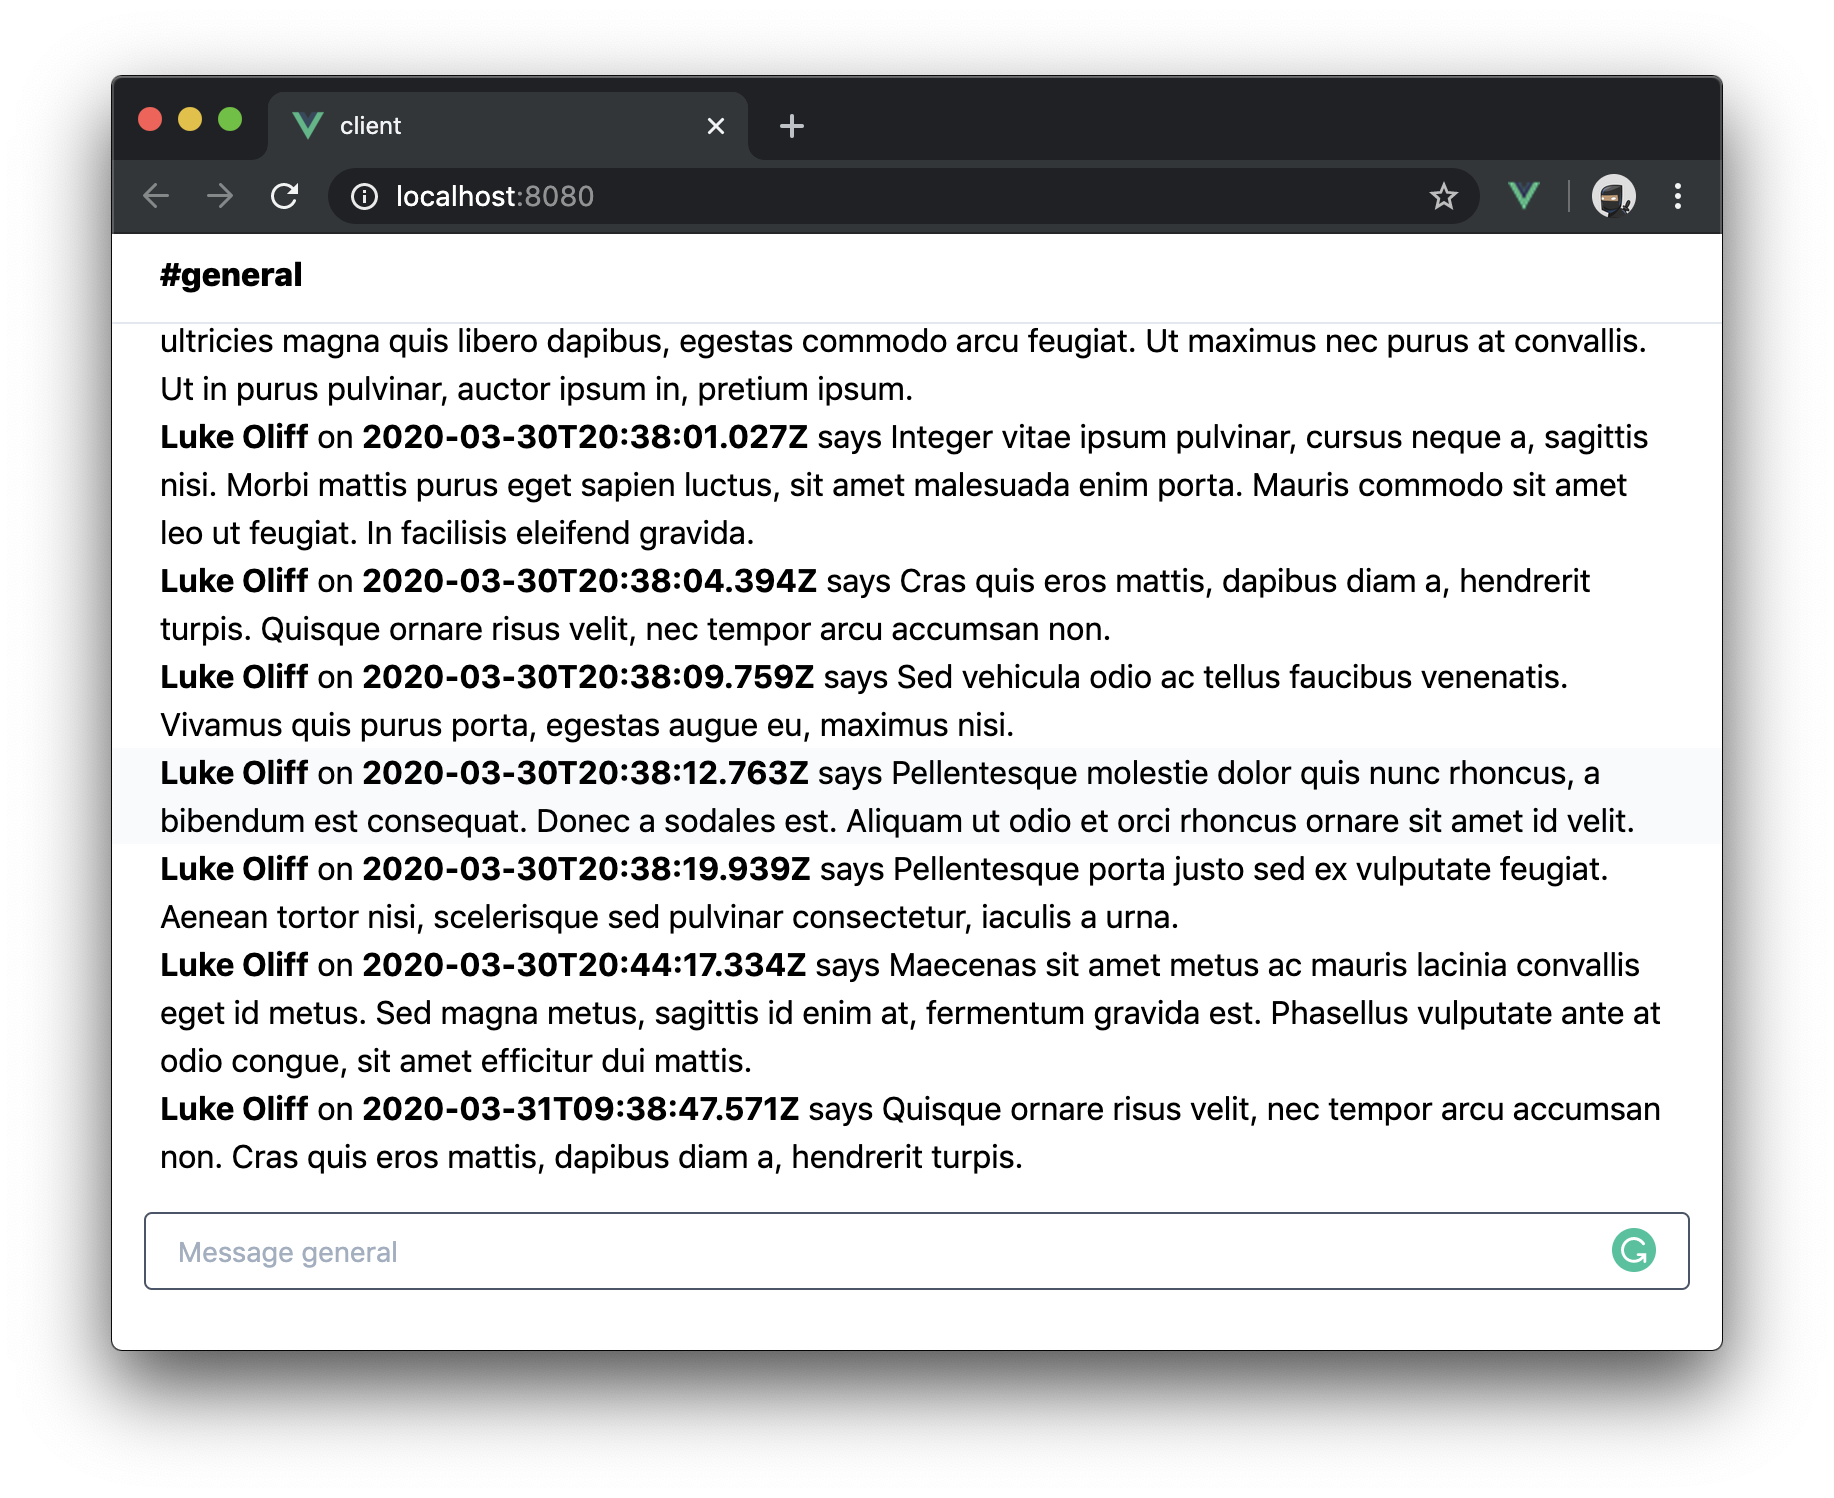 client
localhost:8080
#general
ultricies magna quis libero dapibus, egestas commodo arcu feugiat. Ut maximus nec purus at convallis.
Ut in purus pulvinar, auctor ipsum in, pretium ipsum.
Luke Oliff on 2020-03-30T20:38:01.027Z says Integer vitae ipsum pulvinar, cursus neque a, sagittis
nisi. Morbi mattis purus eget sapien luctus, sit amet malesuada enim porta. Mauris commodo sit amet
leo ut feugiat. In facilisis eleifend gravida.
Luke Oliff on 2020-03-30T20:38:04.394Z says Cras quis eros mattis, dapibus diam a, hendrerit
turpis. Quisque ornare risus velit, nec tempor arcu accumsan non.
Luke Oliff on 2020-03-30T20:38:09.759Z says Sed vehicula odio ac tellus faucibus venenatis.
Vivamus quis purus porta, egestas augue eu, maximus nisi.
Luke Oliff on 2020-03-30T20:38:12.763Z says Pellentesque molestie dolor quis nunc rhoncus, a
bibendum est consequat. Donec a sodales est. Aliquam ut odio et orci rhoncus ornare sit amet id velit.
Luke Oliff on 2020-03-30T20:38:19.939Z says Pellentesque porta justo sed ex vulputate feugiat.
Aenean tortor nisi, scelerisque sed pulvinar consectetur, iaculis a urna.
Luke Oliff on 2020-03-30T20:44:17.334Z says Maecenas sit amet metus ac mauris lacinia convallis
eget id metus. Sed magna metus, sagittis id enim at, fermentum gravida est. Phasellus vulputate ante at
odio congue, sit amet efficitur dui mattis.
Luke Oliff on 2020-03-31T09:38:47.571Z says Quisque ornare risus velit, nec tempor arcu accumsan
non. Cras quis eros mattis, dapibus diam a, hendrerit turpis.
Message general